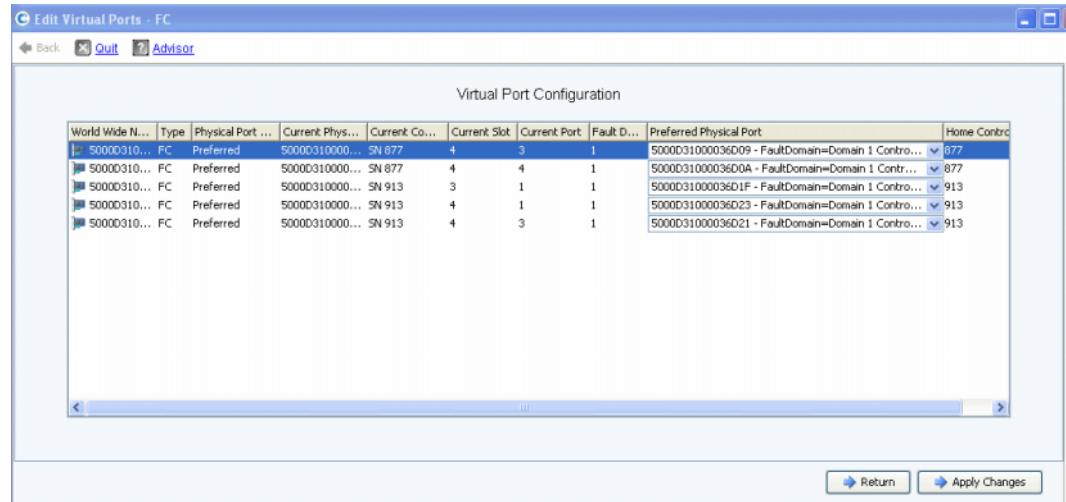 Edit Virtual Ports - FC
Back Quit Advisor
Virtual Port Configuration
World Wide N... Type Physical Port ... Current Phys... Current Co... Current Slot Current Port Fault D... Preferred Physical Port Home Contro
5000D310... FC Preferred 5000D310000... SN 877 4 3 1 5000D31000036D09 - FaultDomain=Domain 1 Contro... 877
5000D310... FC Preferred 5000D310000... SN 877 4 4 1 5000D31000036D0A - FaultDomain=Domain 1 Contr... 877
5000D310... FC Preferred 5000D310000... SN 913 3 1 1 5000D31000036D1F - FaultDomain=Domain 1 Contro... 913
5000D310... FC Preferred 5000D310000... SN 913 4 1 1 5000D31000036D23 - FaultDomain=Domain 1 Contro... 913
5000D310... FC Preferred 5000D310000... SN 913 4 3 1 5000D31000036D21 - FaultDomain=Domain 1 Contro... 913
Return Apply Changes